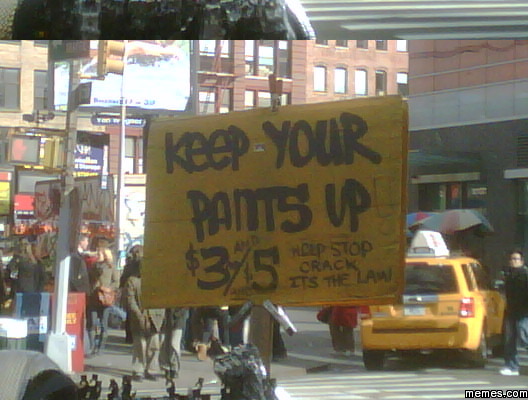 KEEP YOUR
PANTS UP!
$3 AND / $5
HELP STOP
CRACK
ITS THE LAW
memes.com